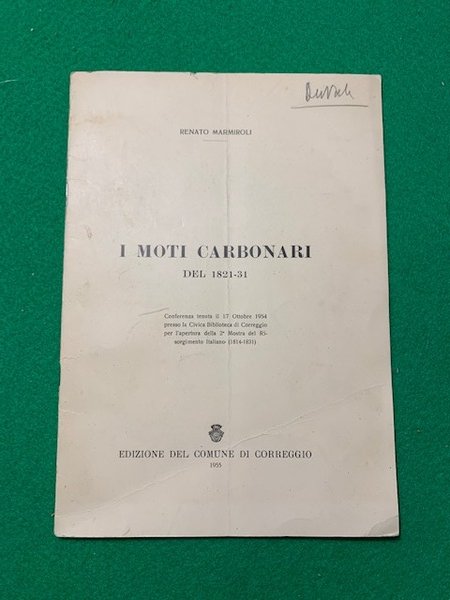 RENATO MARMIROLI
I MOTI CARBONARI
DEL 1821-31
Conferenza tenuta il 17 Ottobre 1954
presso la Civica Biblioteca di Correggio
per l'apertura della 2ª Mostra del Ri-
sorgimento Italiano (1814-1831)
EDIZIONE DEL COMUNE DI CORREGGIO
1955